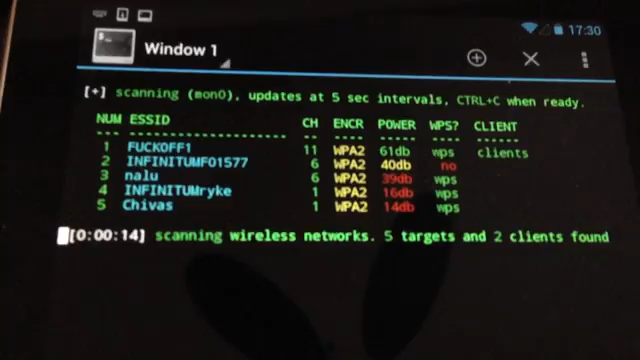 17:30
Window 1
[+] scanning (mon0), updates at 5 sec intervals, CTRL+C when ready.
NUM ESSID CH ENCR POWER WPS? CLIENT
--- -------------------- -- ---- ----- ---- ------
1 FUCKOFF1 11 WPA2 61db wps clients
2 INFINITUMF01577 6 WPA2 40db no
3 nalu 6 WPA2 39db wps
4 INFINITUMryke 1 WPA2 16db wps
5 Chivas 1 WPA2 14db wps
[0:00:14] scanning wireless networks. 5 targets and 2 clients found